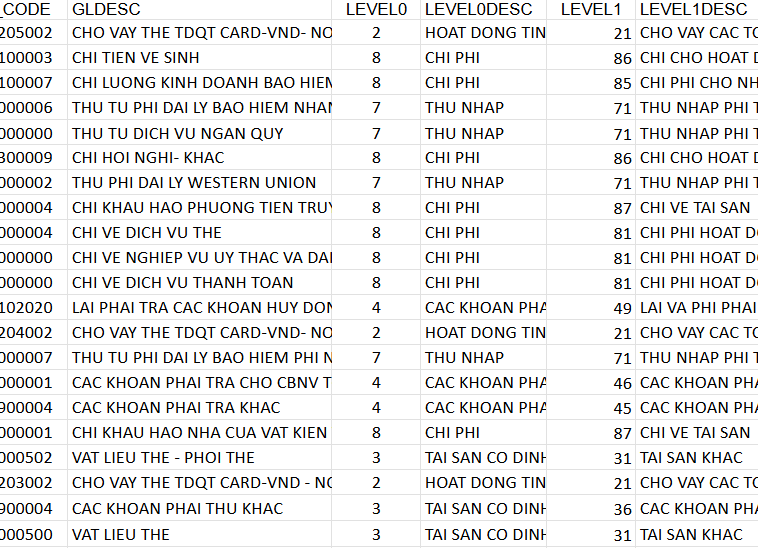 _CODE GLDESC LEVEL0 LEVEL0DESC LEVEL1 LEVEL1DESC
205002 CHO VAY THE TDQT CARD-VND- NO 2 HOAT DONG TIN 21 CHO VAY CAC TO
100003 CHI TIEN VE SINH 8 CHI PHI 86 CHI CHO HOAT D
100007 CHI LUONG KINH DOANH BAO HIEM 8 CHI PHI 85 CHI PHI CHO NH
000006 THU TU PHI DAI LY BAO HIEM NHAN 7 THU NHAP 71 THU NHAP PHI T
000000 THU TU DICH VU NGAN QUY 7 THU NHAP 71 THU NHAP PHI T
300009 CHI HOI NGHI- KHAC 8 CHI PHI 86 CHI CHO HOAT D
000002 THU PHI DAI LY WESTERN UNION 7 THU NHAP 71 THU NHAP PHI T
000004 CHI KHAU HAO PHUONG TIEN TRUY 8 CHI PHI 87 CHI VE TAI SAN
000004 CHI VE DICH VU THE 8 CHI PHI 81 CHI PHI HOAT D
000000 CHI VE NGHIEP VU UY THAC VA DAI 8 CHI PHI 81 CHI PHI HOAT D
000000 CHI VE DICH VU THANH TOAN 8 CHI PHI 81 CHI PHI HOAT D
102020 LAI PHAI TRA CAC KHOAN HUY DON 4 CAC KHOAN PHA 49 LAI VA PHI PHAI
204002 CHO VAY THE TDQT CARD-VND- NO 2 HOAT DONG TIN 21 CHO VAY CAC TO
000007 THU TU PHI DAI LY BAO HIEM PHI N 7 THU NHAP 71 THU NHAP PHI T
000001 CAC KHOAN PHAI TRA CHO CBNV T 4 CAC KHOAN PHA 46 CAC KHOAN PHA
900004 CAC KHOAN PHAI TRA KHAC 4 CAC KHOAN PHA 45 CAC KHOAN PHA
000001 CHI KHAU HAO NHA CUA VAT KIEN 8 CHI PHI 87 CHI VE TAI SAN
000502 VAT LIEU THE - PHOI THE 3 TAI SAN CO DINH 31 TAI SAN KHAC
203002 CHO VAY THE TDQT CARD-VND - NO 2 HOAT DONG TIN 21 CHO VAY CAC TO
900004 CAC KHOAN PHAI THU KHAC 3 TAI SAN CO DINH 36 CAC KHOAN PHA
000500 VAT LIEU THE 3 TAI SAN CO DINH 31 TAI SAN KHAC